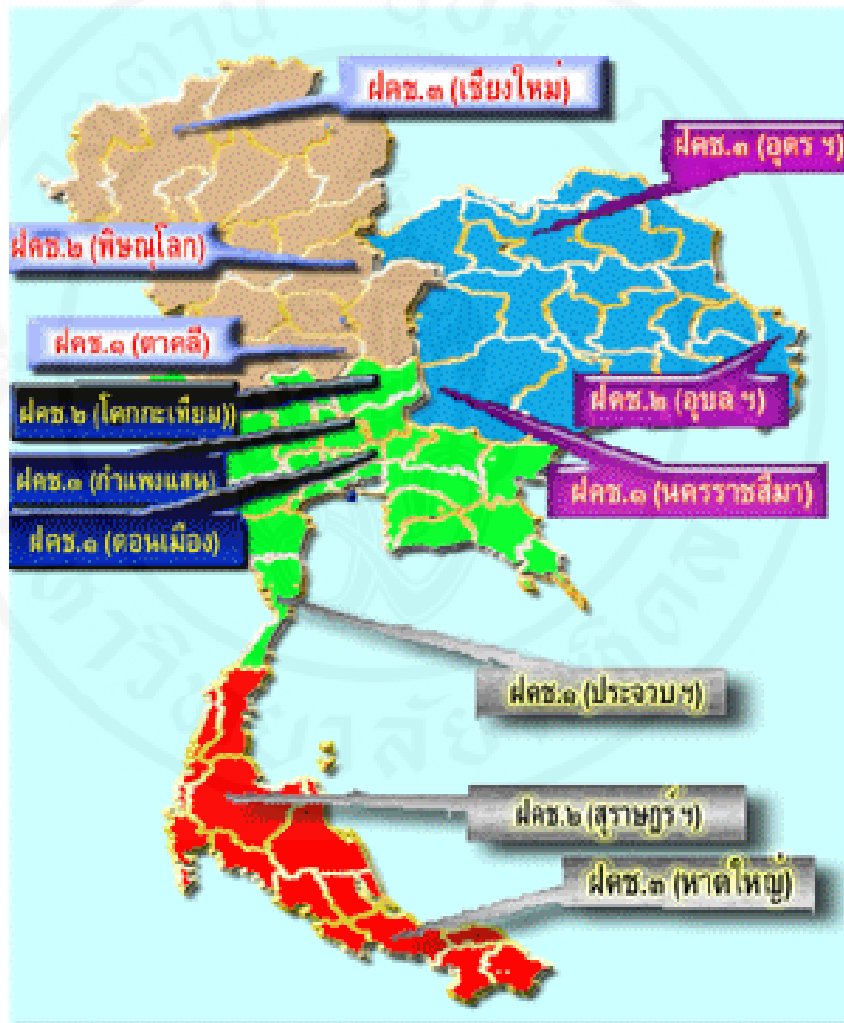 ฝคช.๓ (เชียงใหม่)
ฝคช.๓ (อุดร ฯ)
ฝคช.๒ (พิษณุโลก)
ฝคช.๑ (ตาคลี)
ฝคช.๒ (โคกกะเทียม)
ฝคช.๒ (อุบล ฯ)
ฝคช.๓ (กำแพงแสน)
ฝคช.๑ (นครราชสีมา)
ฝคช.๑ (ดอนเมือง)
ฝคช.๑ (ประจวบ ฯ)
ฝคช.๒ (สุราษฎร์ ฯ)
ฝคช.๓ (หาดใหญ่)